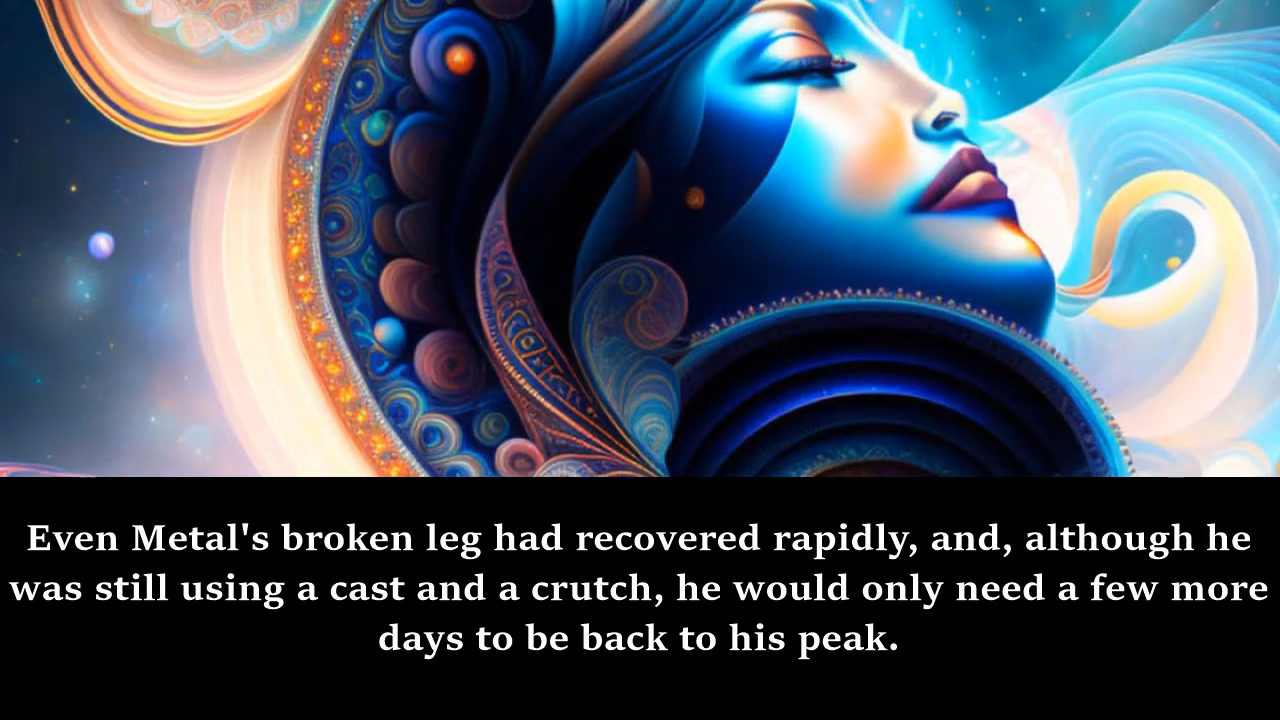 Even Metal's broken leg had recovered rapidly, and, although he
was still using a cast and a crutch, he would only need a few more
days to be back to his peak.